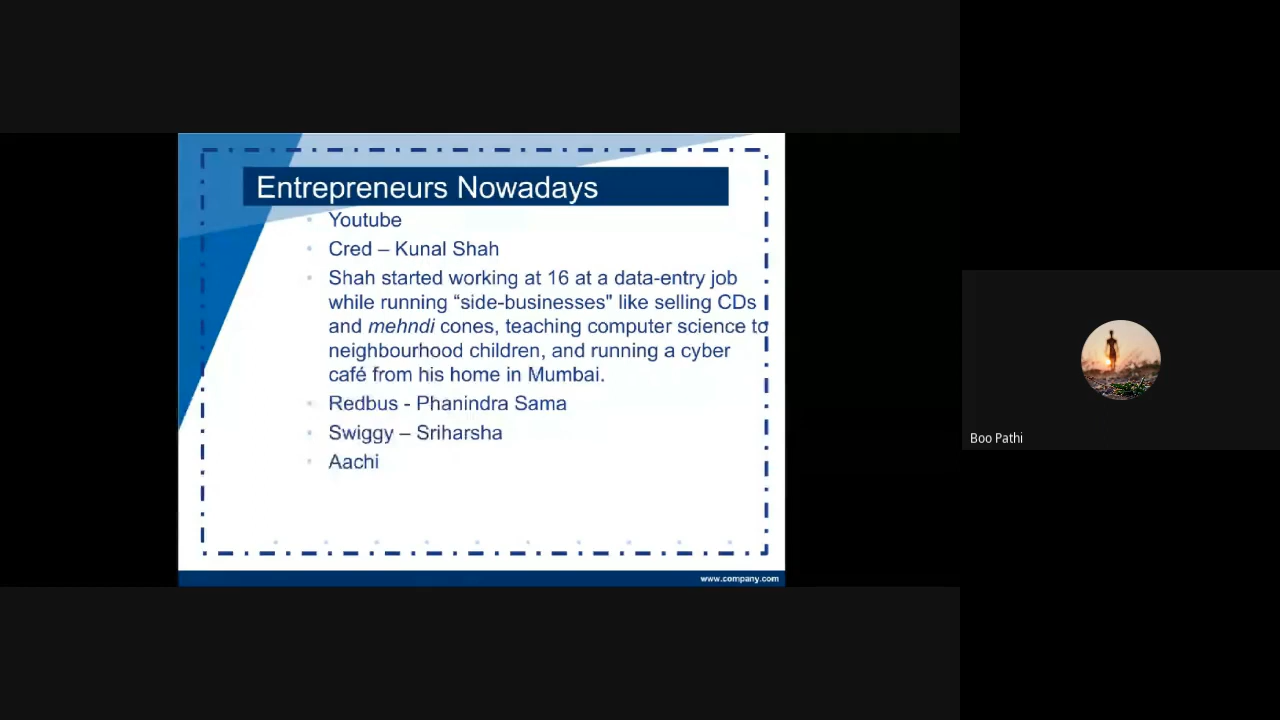 Entrepreneurs Nowadays
Youtube
Cred – Kunal Shah
Shah started working at 16 at a data-entry job
while running “side-businesses" like selling CDs
and mehndi cones, teaching computer science to
neighbourhood children, and running a cyber
café from his home in Mumbai.
Redbus - Phanindra Sama
Swiggy – Sriharsha
Aachi
www.company.com
Boo Pathi